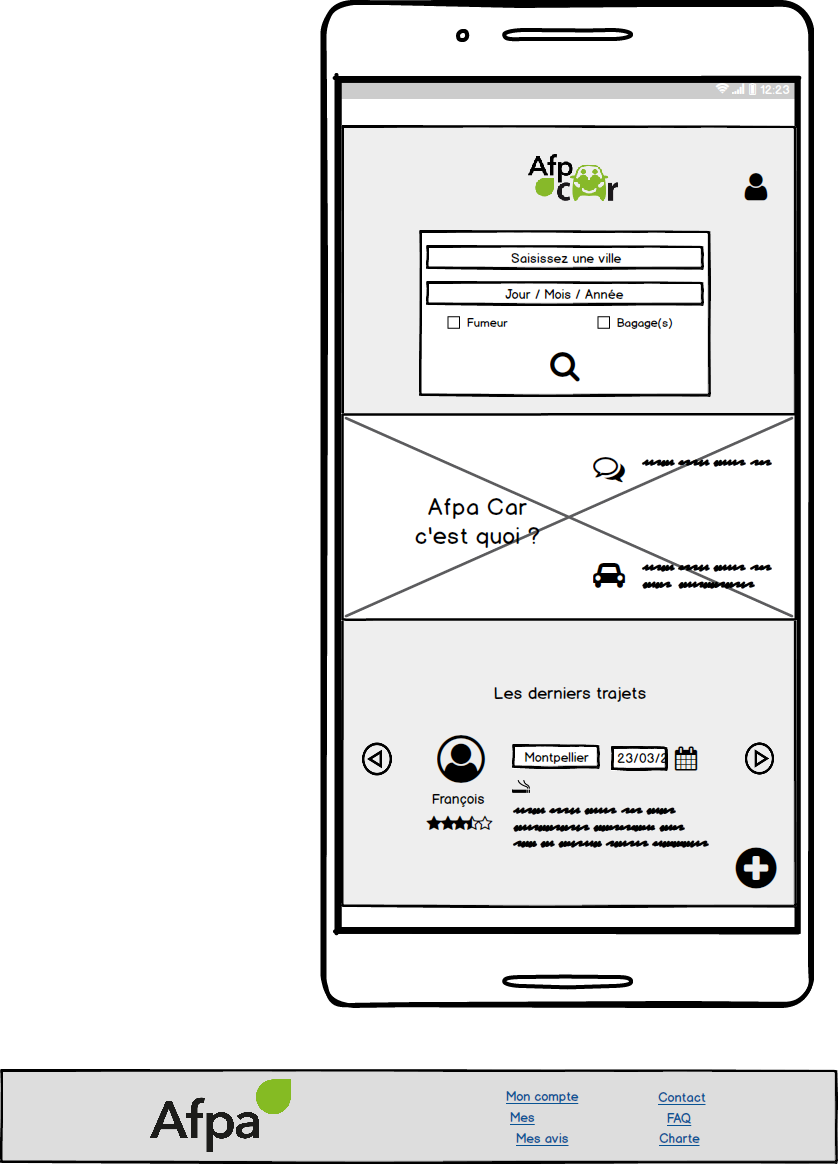 12:23
Afp
car
Saisissez une ville
Jour / Mois / Année
Fumeur Bagage(s)
Afpa Car
c'est quoi ?
Les derniers trajets
Montpellier 23/03/2
François
Afpa
Mon compte
Mes
Mes avis
Contact
FAQ
Charte